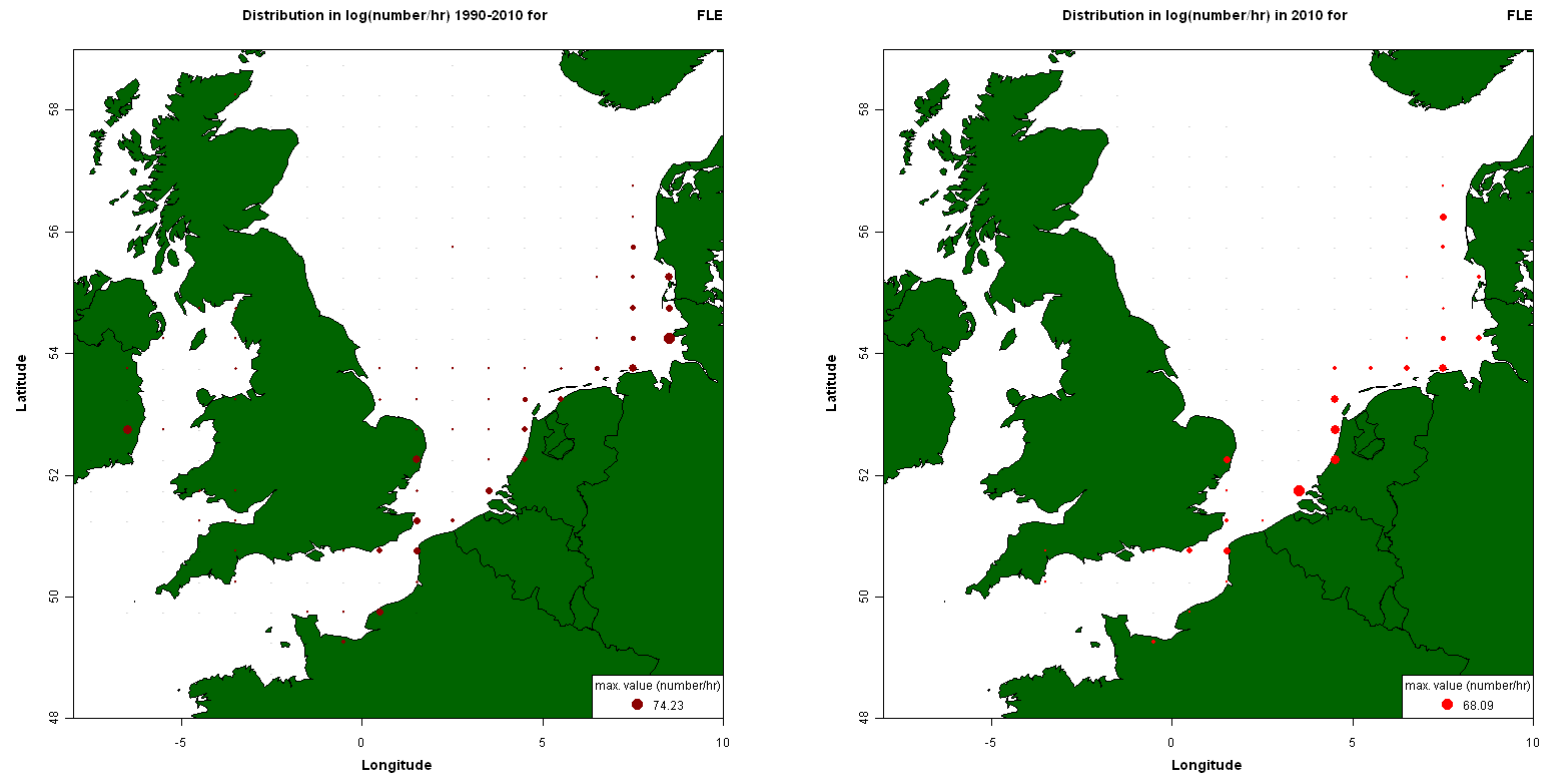 Distribution in log(number/hr) 1990-2010 for FLE
58
56
54
52
50
48
Latitude
-5 0 5 10
Longitude
max. value (number/hr)
74.23
Distribution in log(number/hr) in 2010 for FLE
58
56
54
52
50
48
Latitude
-5 0 5 10
Longitude
max. value (number/hr)
68.09